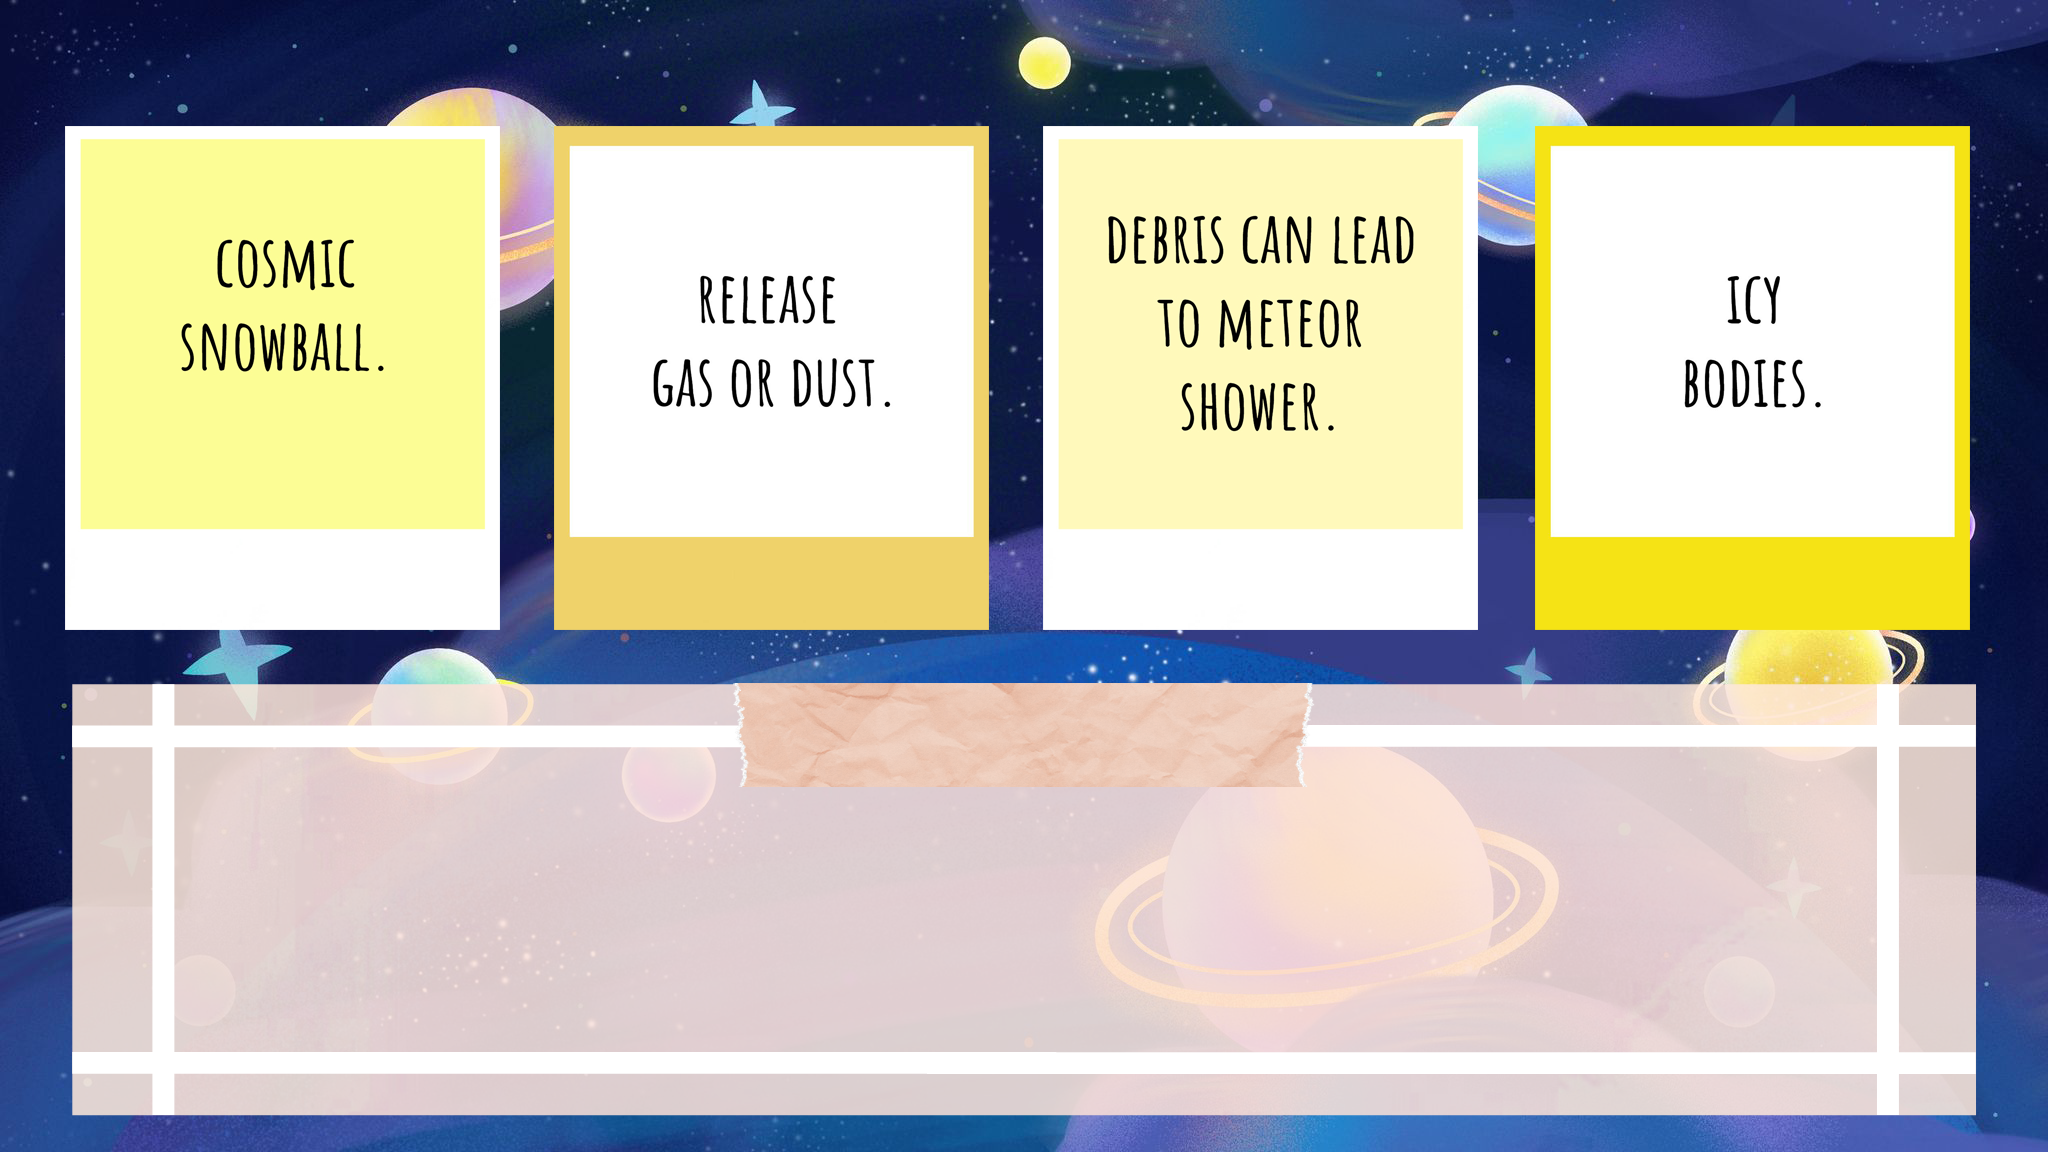 COSMIC
SNOWBALL.
RELEASE
GAS OR DUST.
DEBRIS CAN LEAD
TO METEOR
SHOWER.
ICY
BODIES.